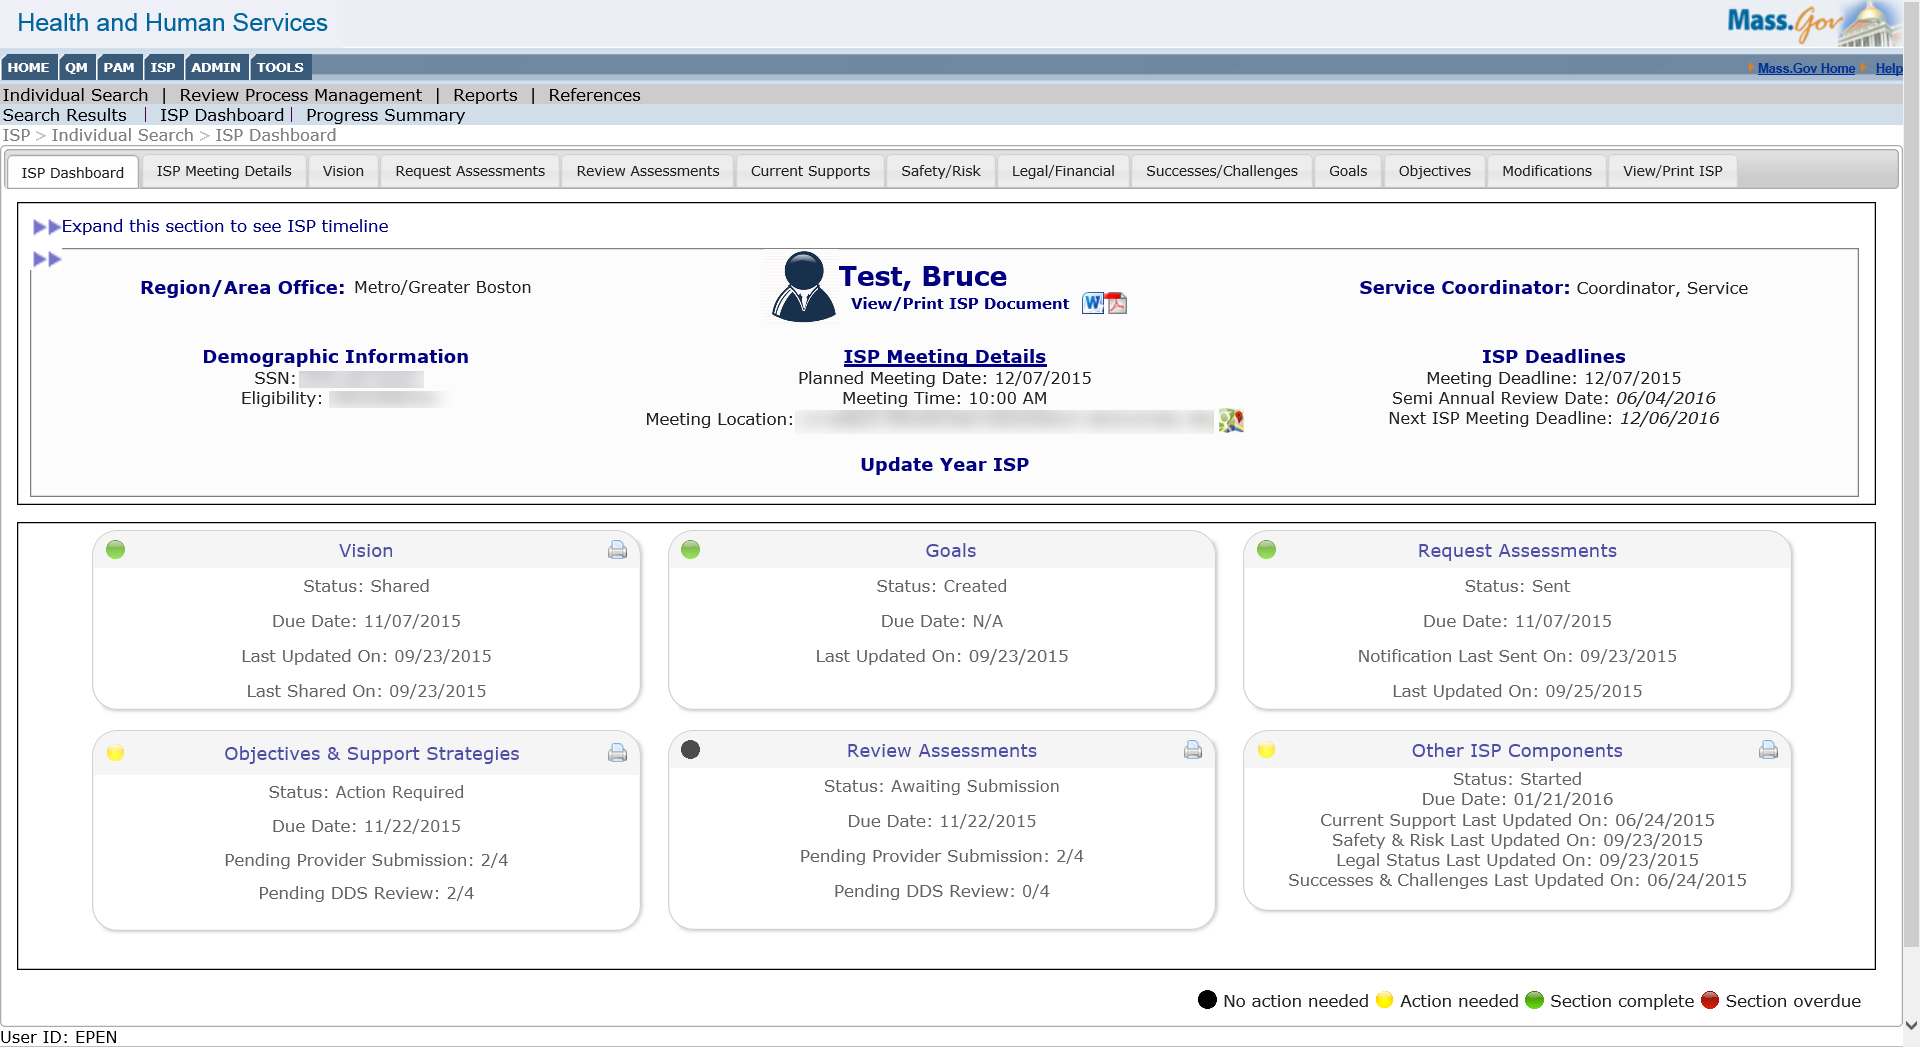 Health and Human Services
Mass.Gov
HOME QM PAM ISP ADMIN TOOLS
Mass.Gov Home Help
Individual Search | Review Process Management | Reports | References
Search Results | ISP Dashboard | Progress Summary
ISP > Individual Search > ISP Dashboard
ISP Dashboard ISP Meeting Details Vision Request Assessments Review Assessments Current Supports Safety/Risk Legal/Financial Successes/Challenges Goals Objectives Modifications View/Print ISP
Expand this section to see ISP timeline
Region/Area Office: Metro/Greater Boston
Test, Bruce
View/Print ISP Document
Service Coordinator: Coordinator, Service
Demographic Information
SSN:
Eligibility:
ISP Meeting Details
Planned Meeting Date: 12/07/2015
Meeting Time: 10:00 AM
Meeting Location:
Update Year ISP
ISP Deadlines
Meeting Deadline: 12/07/2015
Semi Annual Review Date: 06/04/2016
Next ISP Meeting Deadline: 12/06/2016
Vision
Status: Shared
Due Date: 11/07/2015
Last Updated On: 09/23/2015
Last Shared On: 09/23/2015
Goals
Status: Created
Due Date: N/A
Last Updated On: 09/23/2015
Request Assessments
Status: Sent
Due Date: 11/07/2015
Notification Last Sent On: 09/23/2015
Last Updated On: 09/25/2015
Objectives & Support Strategies
Status: Action Required
Due Date: 11/22/2015
Pending Provider Submission: 2/4
Pending DDS Review: 2/4
Review Assessments
Status: Awaiting Submission
Due Date: 11/22/2015
Pending Provider Submission: 2/4
Pending DDS Review: 0/4
Other ISP Components
Status: Started
Due Date: 01/21/2016
Current Support Last Updated On: 06/24/2015
Safety & Risk Last Updated On: 09/23/2015
Legal Status Last Updated On: 09/23/2015
Successes & Challenges Last Updated On: 06/24/2015
No action needed Action needed Section complete Section overdue
User ID: EPEN